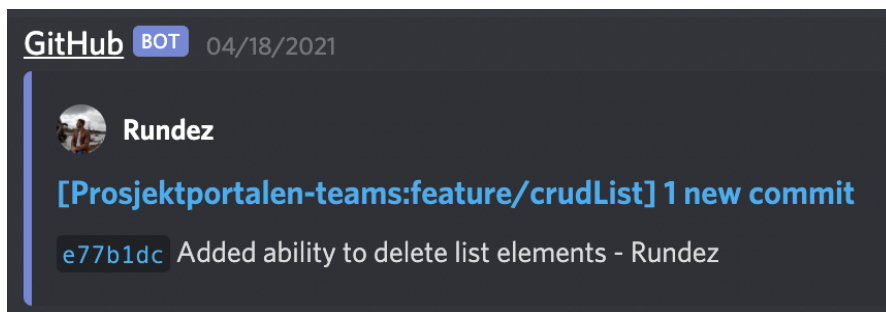 GitHub BOT 04/18/2021
Rundez
[Prosjektportalen-teams:feature/crudList] 1 new commit
e77b1dc Added ability to delete list elements - Rundez